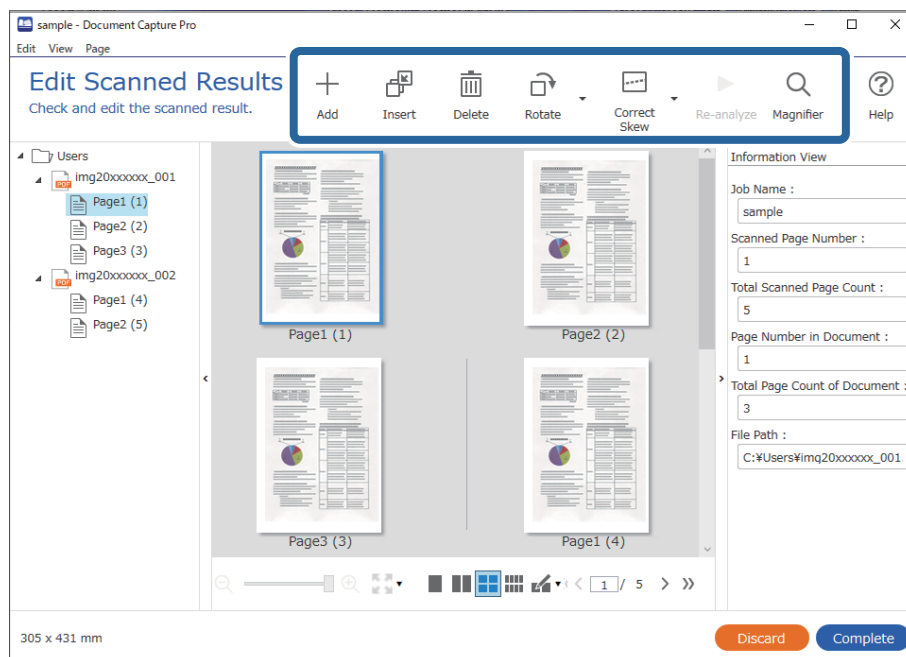 sample - Document Capture Pro
Edit View Page
Edit Scanned Results
Check and edit the scanned result.
Add
Insert
Delete
Rotate
Correct
Skew
Re-analyze
Magnifier
Help
Users
PDF
img20xxxxxx_001
Page1 (1)
Page2 (2)
Page3 (3)
PDF
img20xxxxxx_002
Page1 (4)
Page2 (5)
Page1 (1)
Page2 (2)
Page3 (3)
Page1 (4)
Information View
Job Name :
sample
Scanned Page Number :
1
Total Scanned Page Count :
5
Page Number in Document :
1
Total Page Count of Document :
3
File Path :
C:¥Users¥img20xxxxxx_001
1 / 5
305 x 431 mm
Discard
Complete